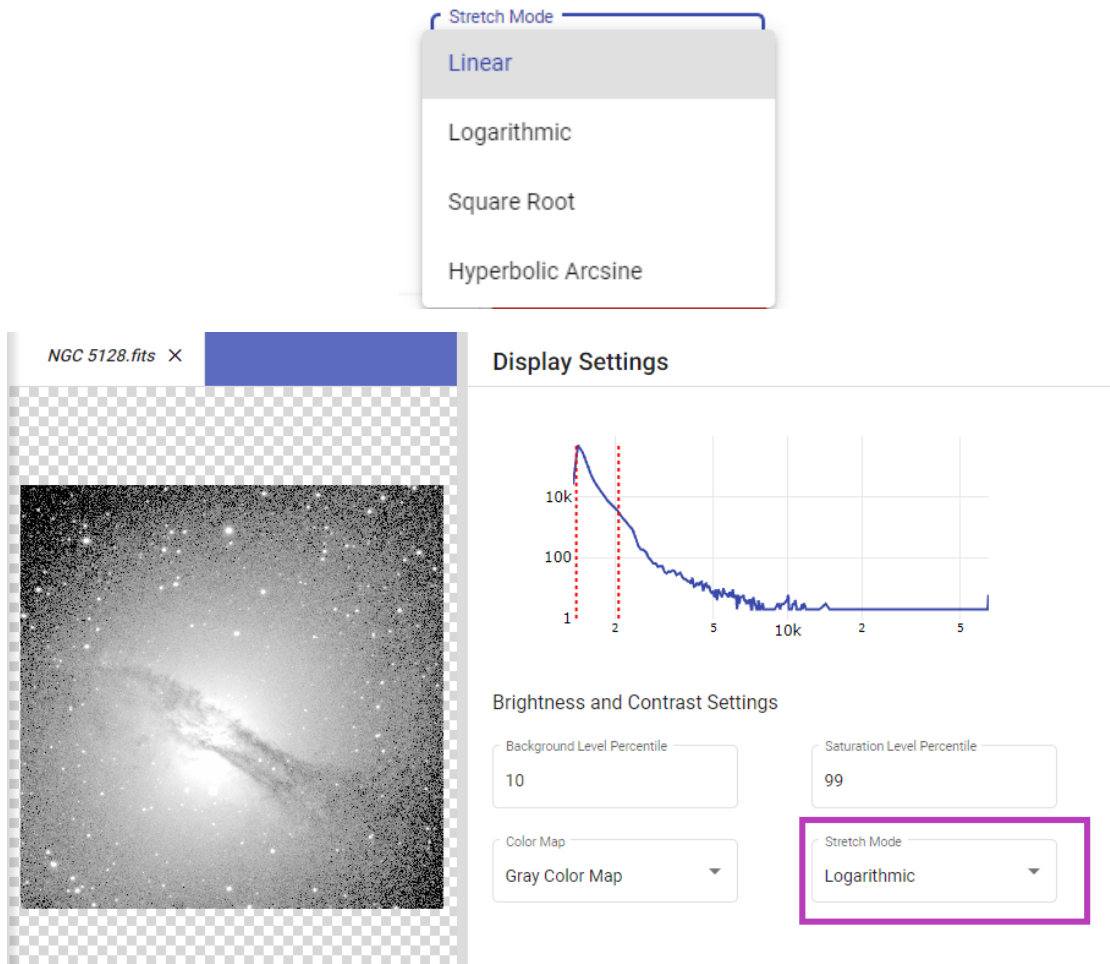 Stretch Mode
Linear
Logarithmic
Square Root
Hyperbolic Arcsine
NGC 5128.fits ×
Display Settings
10k
100
1
2 5 10k 2 5
Brightness and Contrast Settings
Background Level Percentile
10
Saturation Level Percentile
99
Color Map
Gray Color Map
Stretch Mode
Logarithmic